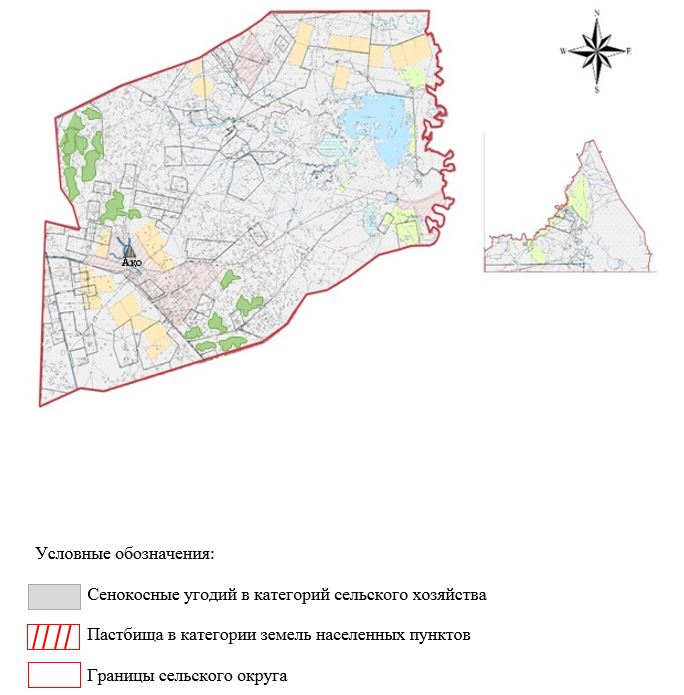 N
W E
S
Ако
Условные обозначения:
Сенокосные угодий в категорий сельского хозяйства
Пастбища в категории земель населенных пунктов
Границы сельского округа